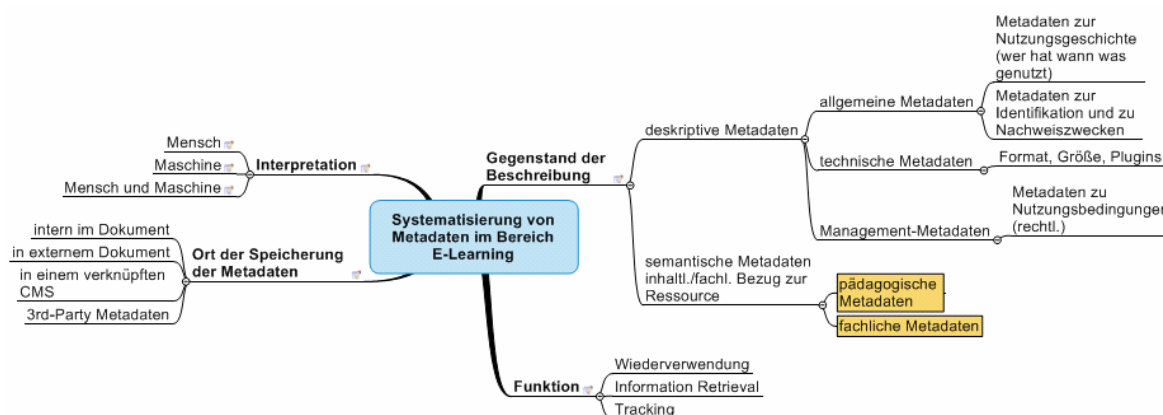 Systematisierung von
Metadaten im Bereich
E-Learning
Interpretation
Mensch
Maschine
Mensch und Maschine
Ort der Speicherung
der Metadaten
intern im Dokument
in externem Dokument
in einem verknüpften
CMS
3rd-Party Metadaten
Gegenstand der
Beschreibung
deskriptive Metadaten
allgemeine Metadaten
Metadaten zur
Nutzungsgeschichte
(wer hat wann was
genutzt)
Metadaten zur
Identifikation und zu
Nachweiszwecken
technische Metadaten
Format, Größe, Plugins
Management-Metadaten
Metadaten zu
Nutzungsbedingungen
(rechtl.)
semantische Metadaten
inhaltl./fachl. Bezug zur
Ressource
pädagogische
Metadaten
fachliche Metadaten
Funktion
Wiederverwendung
Information Retrieval
Tracking